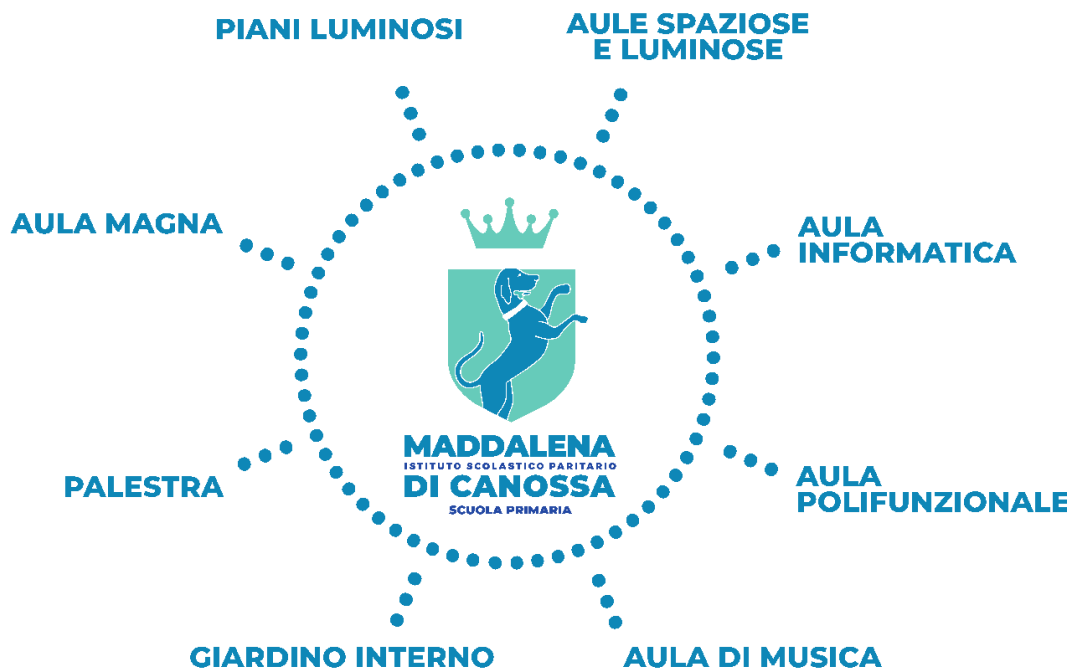 PIANI LUMINOSI
AULE SPAZIOSE
E LUMINOSE
AULA MAGNA
AULA
INFORMATICA
MADDALENA
ISTITUTO SCOLASTICO PARITARIO
DI CANOSSA
SCUOLA PRIMARIA
PALESTRA
AULA
POLIFUNZIONALE
GIARDINO INTERNO
AULA DI MUSICA